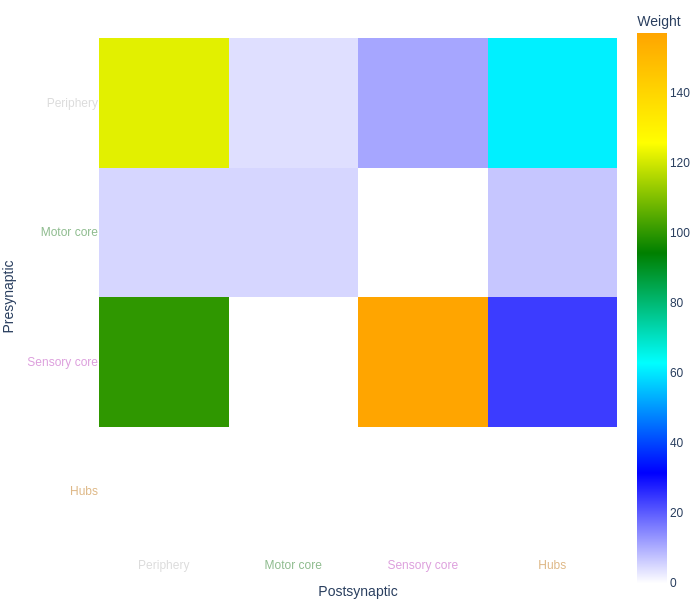 Weight
140
120
100
80
60
40
20
0
Presynaptic
Periphery
Motor core
Sensory core
Hubs
Periphery
Motor core
Sensory core
Hubs
Postsynaptic